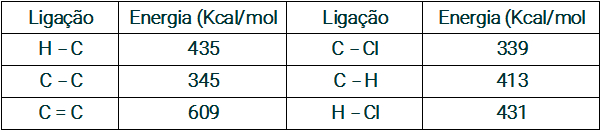 Ligação Energia (Kcal/mol Ligação Energia (Kcal/mol
H – C 435 C – Cl 339
C – C 345 C – H 413
C = C 609 H – Cl 431